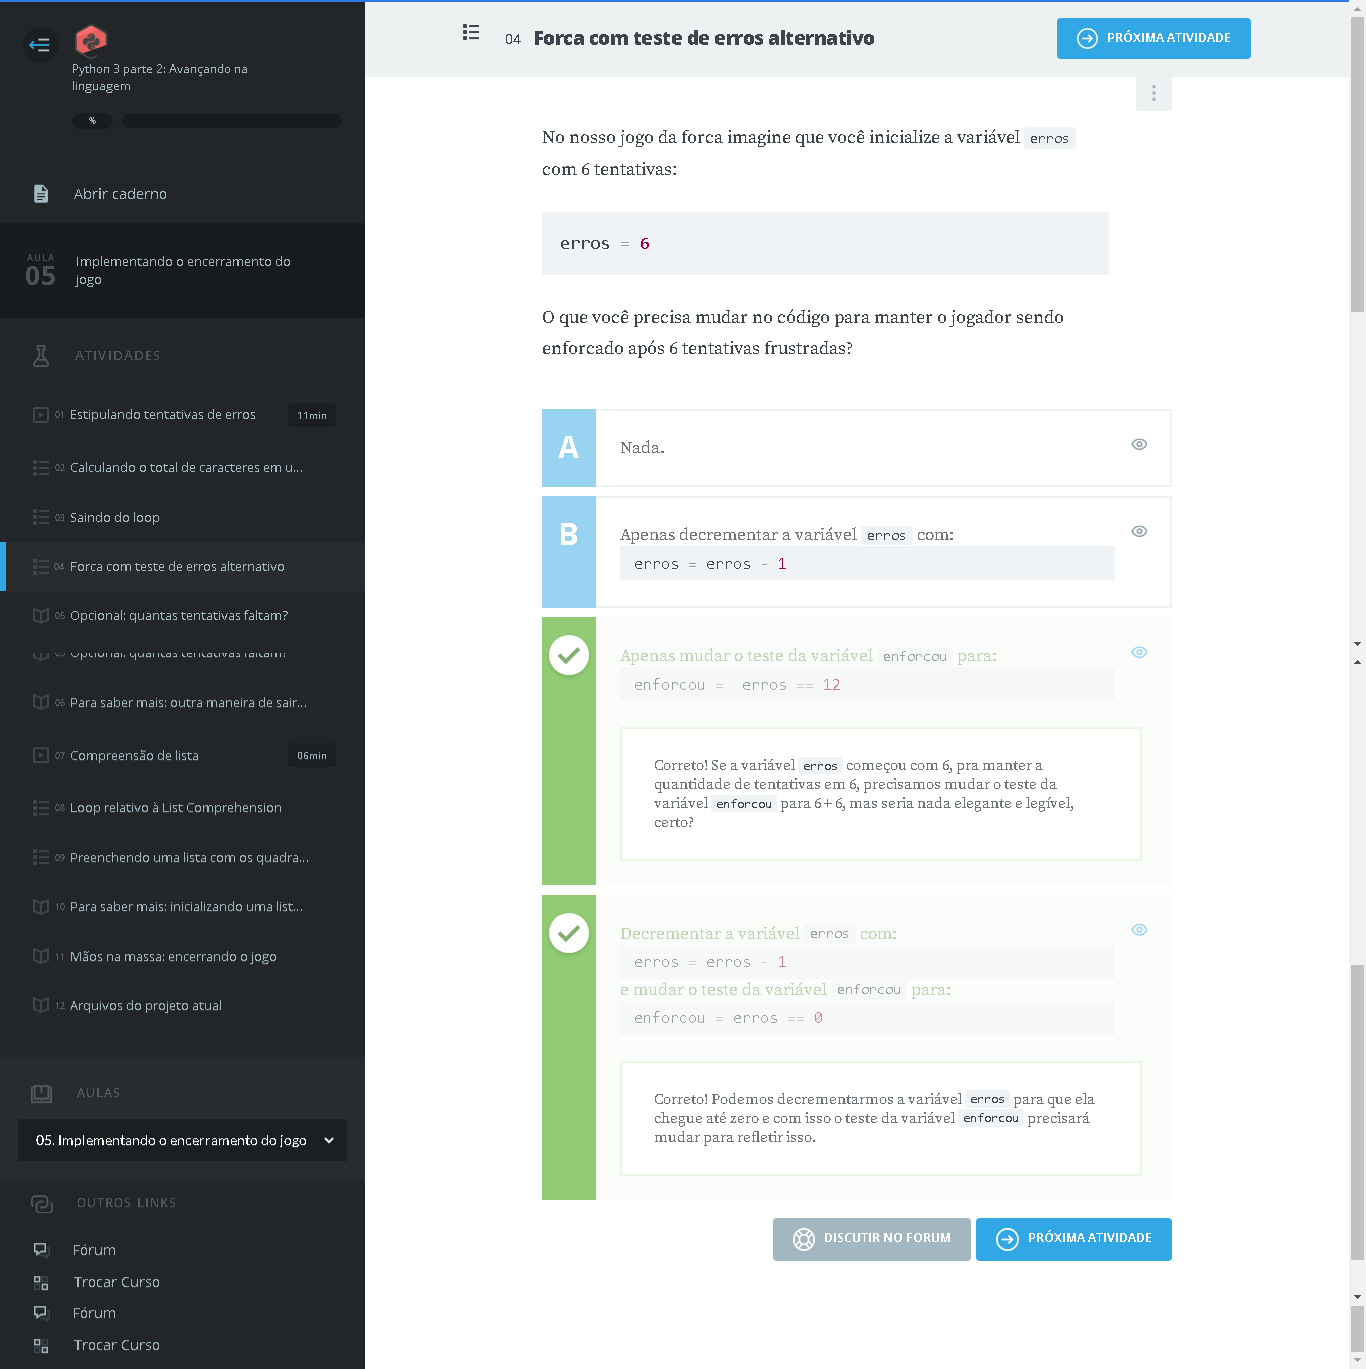 Python 3 parte 2: Avançando na
linguagem
%
Abrir caderno
AULA
05
Implementando o encerramento do
jogo
ATIVIDADES
01 Estipulando tentativas de erros 11min
02 Calculando o total de caracteres em u...
03 Saindo do loop
04 Forca com teste de erros alternativo
05 Opcional: quantas tentativas faltam?
05 Opcional: quantas tentativas faltam?
06 Para saber mais: outra maneira de sair...
07 Compreensão de lista 06min
08 Loop relativo à List Comprehension
09 Preenchendo uma lista com os quadra...
10 Para saber mais: inicializando uma list...
11 Mãos na massa: encerrando o jogo
12 Arquivos do projeto atual
AULAS
05. Implementando o encerramento do jogo
OUTROS LINKS
Fórum
Trocar Curso
Fórum
Trocar Curso
04 Forca com teste de erros alternativo
PRÓXIMA ATIVIDADE
No nosso jogo da forca imagine que você inicialize a variável erros
com 6 tentativas:
erros = 6
O que você precisa mudar no código para manter o jogador sendo
enforcado após 6 tentativas frustradas?
A
Nada.
B
Apenas decrementar a variável erros com:
erros = erros - 1
Apenas mudar o teste da variável enforcou para:
enforcou =  erros == 12
Correto! Se a variável erros começou com 6, pra manter a
quantidade de tentativas em 6, precisamos mudar o teste da
variável enforcou para 6 + 6, mas seria nada elegante e legível,
certo?
Decrementar a variável erros com:
erros = erros - 1
e mudar o teste da variável enforcou para:
enforcou = erros == 0
Correto! Podemos decrementarmos a variável erros para que ela
chegue até zero e com isso o teste da variável enforcou precisará
mudar para refletir isso.
DISCUTIR NO FORUM
PRÓXIMA ATIVIDADE